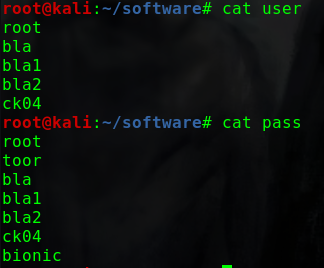 root@kali:~/software# cat user
root
bla
bla1
bla2
ck04
root@kali:~/software# cat pass
root
toor
bla
bla1
bla2
ck04
bionic